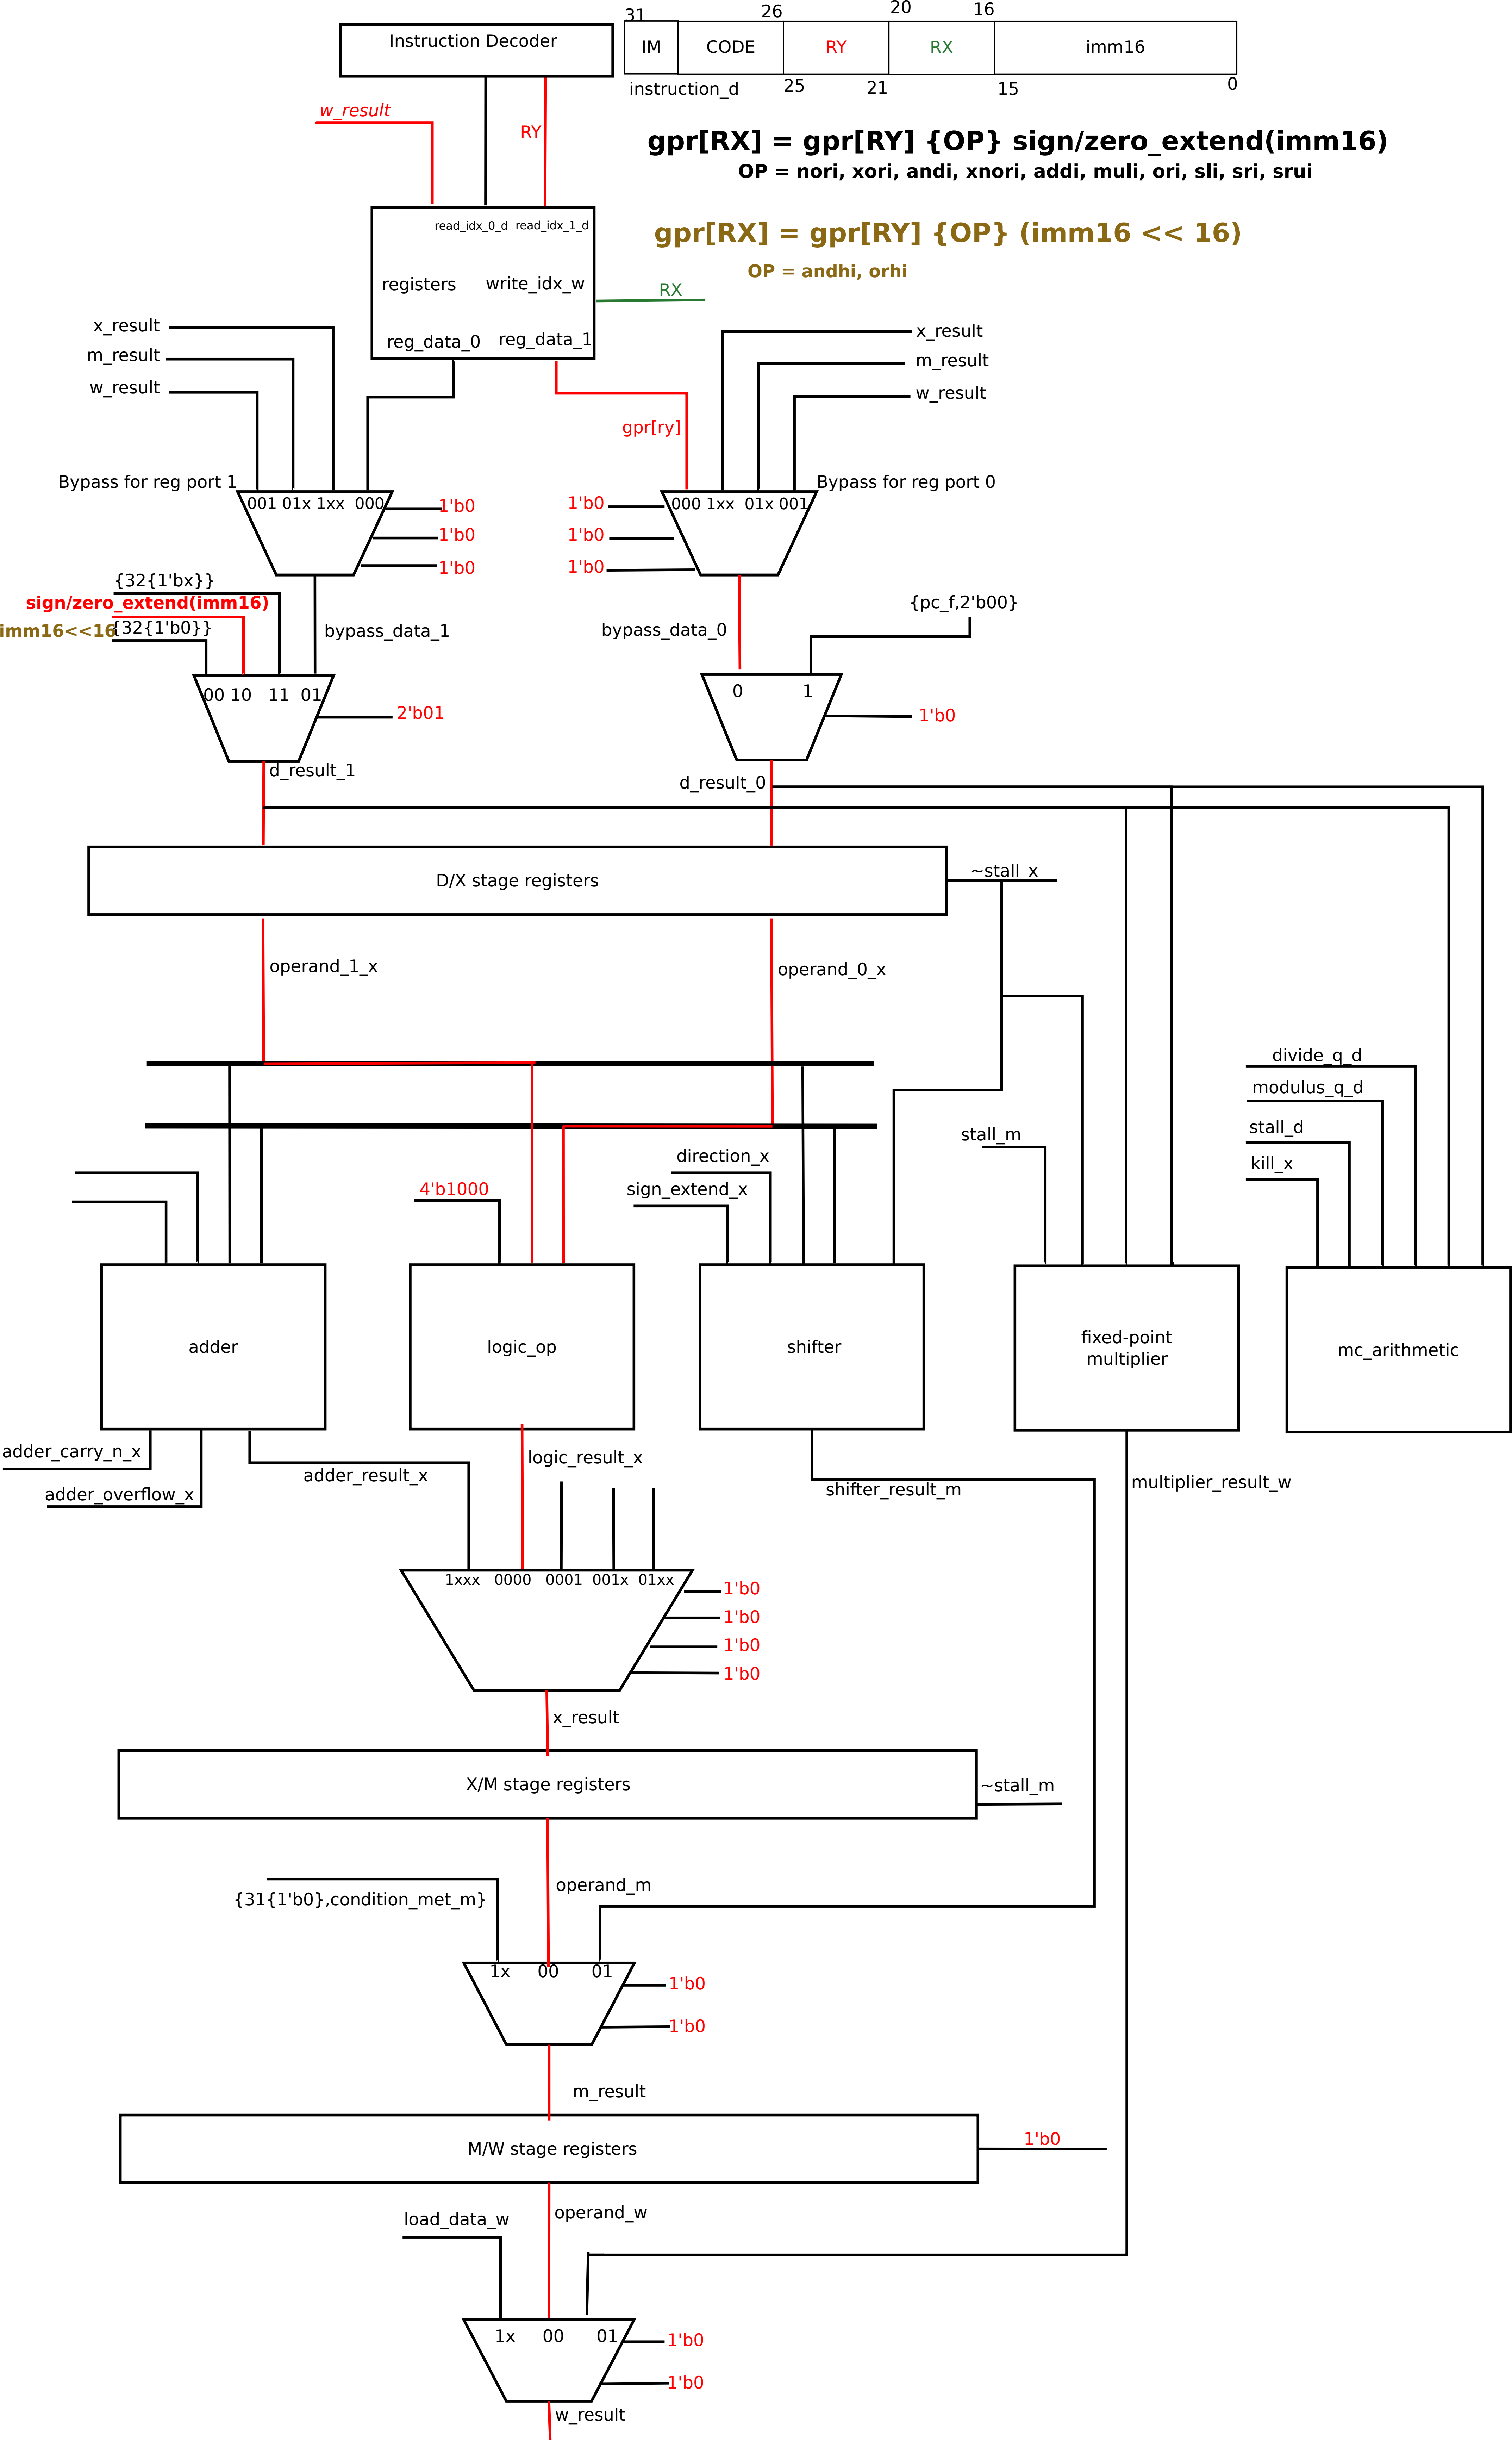 31
26
20
16
Instruction Decoder
IM
CODE
RY
RX
imm16
instruction_d
25
21
15
0
w_result
RY
gpr[RX] = gpr[RY] {OP} sign/zero_extend(imm16)
OP = nori, xori, andi, xnori, addi, muli, ori, sli, sri, srui
read_idx_0_d
read_idx_1_d
gpr[RX] = gpr[RY] {OP} (imm16 << 16)
OP = andhi, orhi
registers
write_idx_w
RX
reg_data_0
reg_data_1
x_result
m_result
w_result
x_result
m_result
w_result
gpr[ry]
Bypass for reg port 1
Bypass for reg port 0
001 01x 1xx 000
1'b0
1'b0
1'b0
1'b0
1'b0
1'b0
000 1xx 01x 001
{32{1'bx}}
sign/zero_extend(imm16)
imm16<<16
{32{1'b0}}
bypass_data_1
bypass_data_0
{pc_f,2'b00}
00 10 11 01
2'b01
0 1
1'b0
d_result_1
d_result_0
D/X stage registers
~stall_x
operand_1_x
operand_0_x
divide_q_d
modulus_q_d
stall_d
kill_x
stall_m
direction_x
sign_extend_x
4'b1000
adder
logic_op
shifter
fixed-point
multiplier
mc_arithmetic
adder_carry_n_x
adder_overflow_x
adder_result_x
logic_result_x
shifter_result_m
multiplier_result_w
1xxx 0000 0001 001x 01xx
1'b0
1'b0
1'b0
1'b0
x_result
X/M stage registers
~stall_m
{31{1'b0},condition_met_m}
operand_m
1x 00 01
1'b0
1'b0
m_result
M/W stage registers
1'b0
load_data_w
operand_w
1x 00 01
1'b0
1'b0
w_result